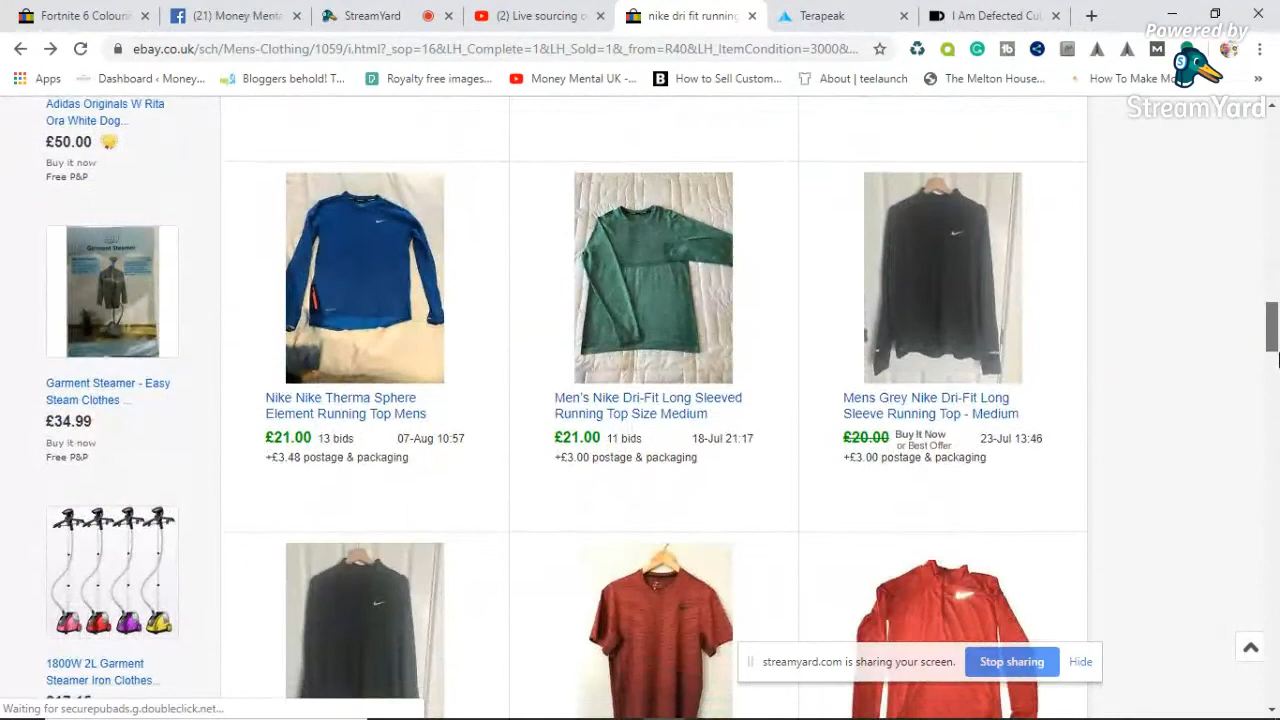 Fortnite 6 Colouri
(21) Money Menta
StreamYard
(2) Live sourcing o
nike dri fit running
Terapeak
I Am Defected Cu
Powered by
StreamYard
ebay.co.uk/sch/Mens-Clothing/1059/i.html?_sop=16&LH_Complete=1&LH_Sold=1&_from=R40&LH_ItemCondition=3000&...
Apps
Dashboard ‹ Money...
Bloggers behold! T...
Royalty free images...
Money Mental UK -...
How to Sell Custom...
About | teelaunch
The Melton House...
How To Make Mo
Adidas Originals W Rita
Ora White Dog...
£50.00
Buy it now
Free P&P
Garment Steamer
Garment Steamer - Easy
Steam Clothes ...
£34.99
Buy it now
Free P&P
1800W 2L Garment
Steamer Iron Clothes...
Nike Nike Therma Sphere
Element Running Top Mens
£21.00 13 bids 07-Aug 10:57
+£3.48 postage & packaging
Men's Nike Dri-Fit Long Sleeved
Running Top Size Medium
£21.00 11 bids 18-Jul 21:17
+£3.00 postage & packaging
Mens Grey Nike Dri-Fit Long
Sleeve Running Top - Medium
£20.00 Buy It Now 23-Jul 13:46
or Best Offer
+£3.00 postage & packaging
streamyard.com is sharing your screen.
Stop sharing
Hide
Waiting for securepubads.g.doubleclick.net...